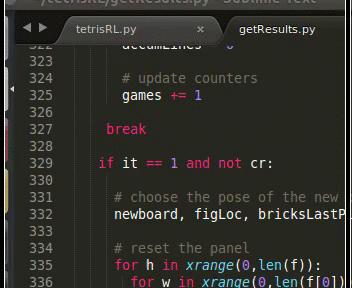 /tetrisRL/getResults.py - Sublime Text
tetrisRL.py × getResults.py
322 accumLines = 0
323
324 # update counters
325 games += 1
326
327 break
328
329 if it == 1 and not cr:
330
331 # choose the pose of the new
332 newboard, figLoc, bricksLastPl
333
334 # reset the panel
335 for h in xrange(0,len(f)):
336 for w in xrange(0,len(f[0])